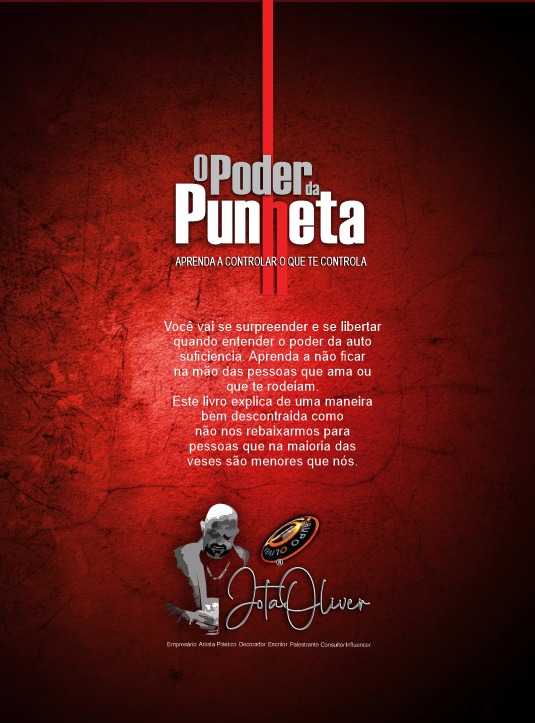 O Poder da
Punheta
APRENDA A CONTROLAR O QUE TE CONTROLA
Você vai se surpreender e se libertar
quando entender o poder da auto
suficiencia. Aprenda a não ficar
na mão das pessoas que ama ou
que te rodeiam.
Este livro explica de uma maneira
bem descontraida como
não nos rebaixarmos para
pessoas que na maioria das
veses são menores que nós.
GRUPO OLIVER
®
Jota Oliver
Empresário Artista Plástico Decorador Escritor Palestrante Consultor Influencer